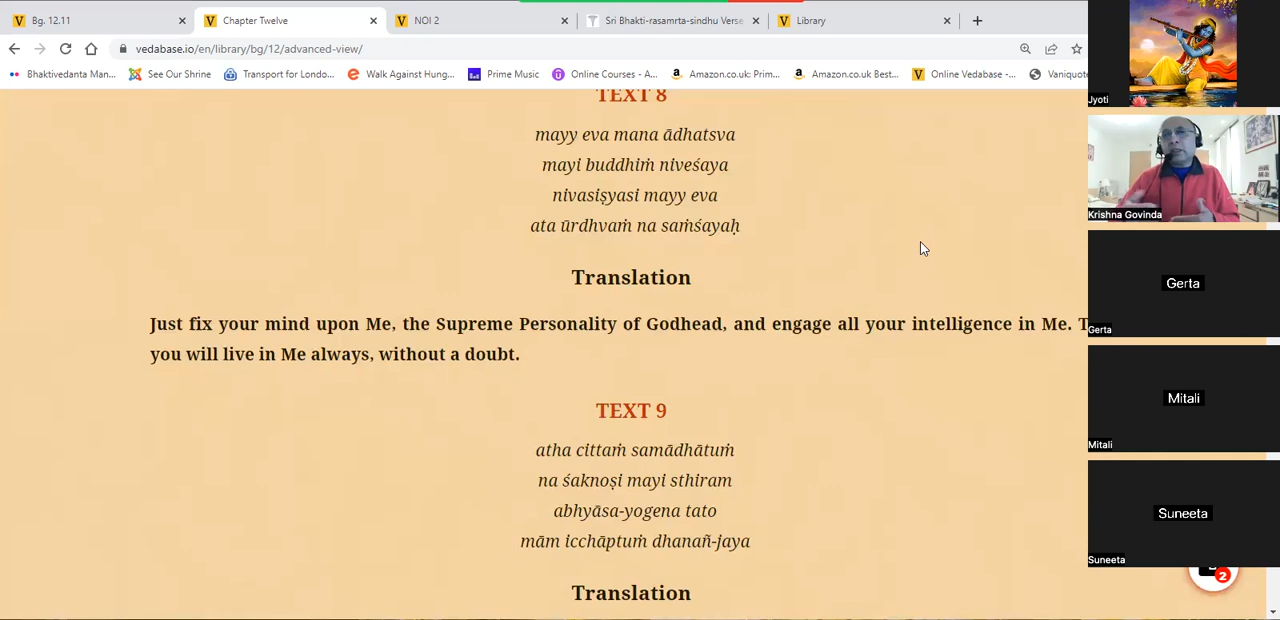 Bg. 12.11
Chapter Twelve
NOI 2
Sri Bhakti-rasamrta-sindhu Verse
Library
vedabase.io/en/library/bg/12/advanced-view/
Bhaktivedanta Man...
See Our Shrine
Transport for Londo...
Walk Against Hung...
Prime Music
Online Courses - A...
Amazon.co.uk: Prim...
Amazon.co.uk Best...
Online Vedabase -...
Vaniquote
TEXT 8
mayy eva mana ādhatsva
mayi buddhiṁ niveśaya
nivasiṣyasi mayy eva
ata ūrdhvaṁ na saṁśayaḥ
Translation
Just fix your mind upon Me, the Supreme Personality of Godhead, and engage all your intelligence in Me. T
you will live in Me always, without a doubt.
TEXT 9
atha cittaṁ samādhātuṁ
na śaknoṣi mayi sthiram
abhyāsa-yogena tato
mām icchāptuṁ dhanañ-jaya
Translation
Jyoti
Krishna Govinda
Gerta
Gerta
Mitali
Mitali
Suneeta
Suneeta
2